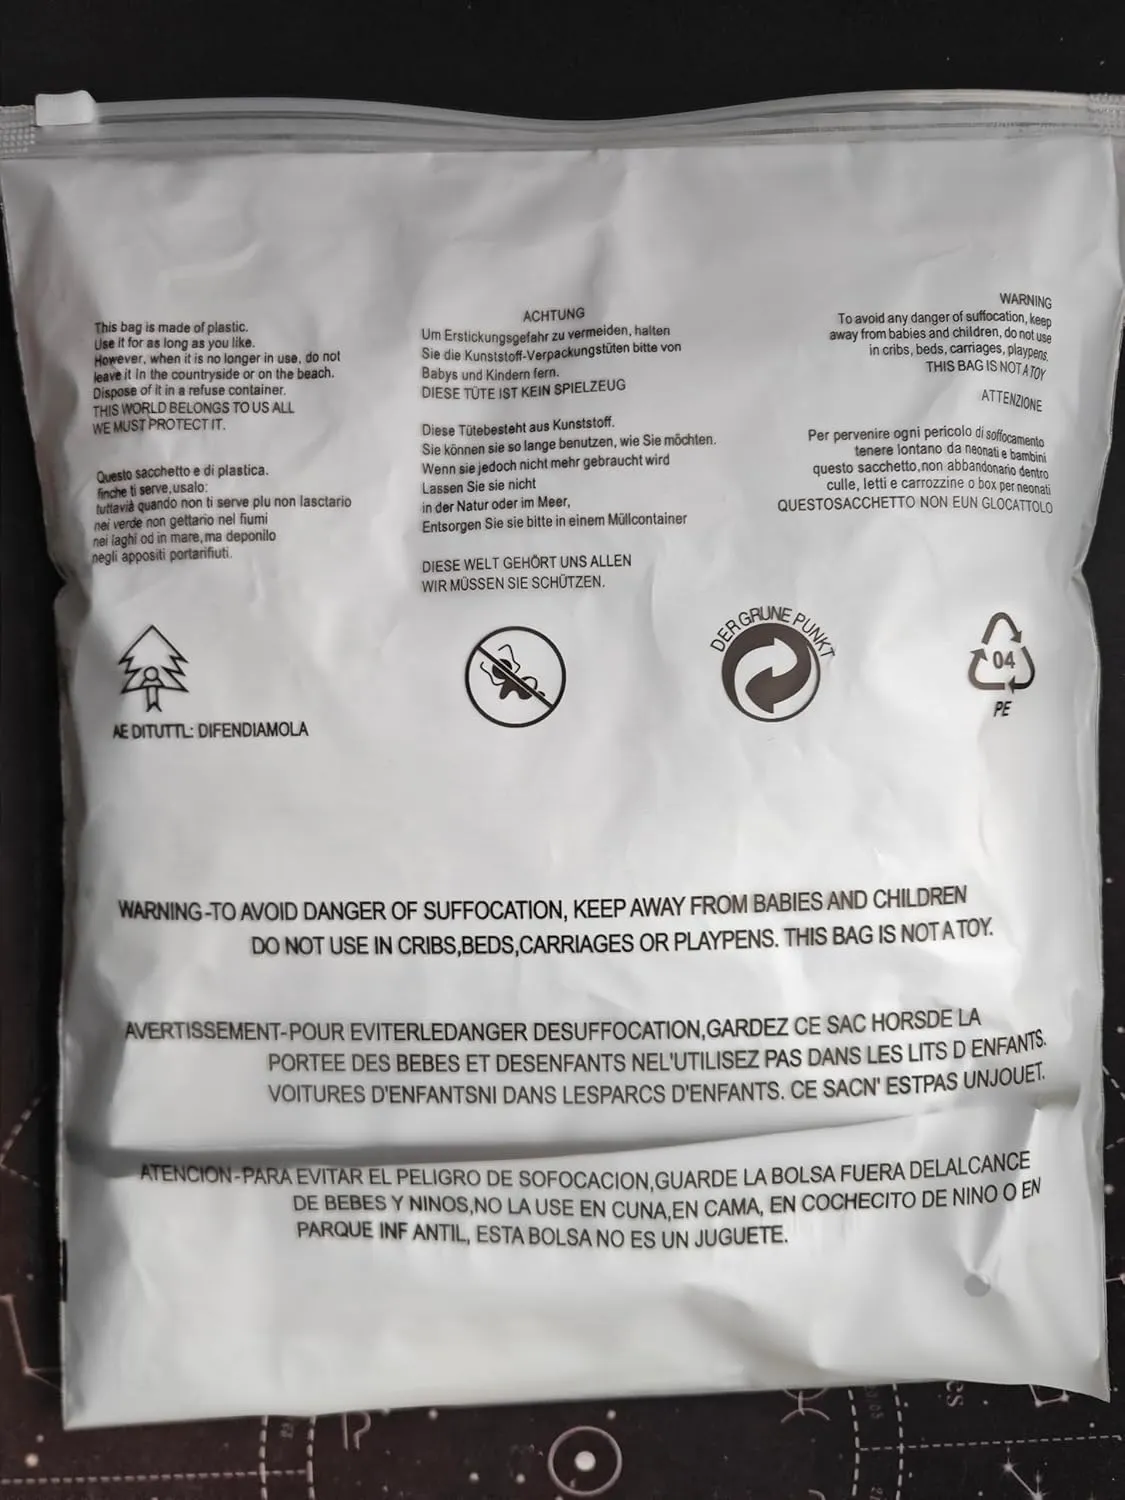 This bag is made of plastic.
Use it for as long as you like.
However, when it is no longer in use, do not
leave it in the countryside or on the beach.
Dispose of it in a refuse container.
THIS WORLD BELONGS TO US ALL
WE MUST PROTECT IT.
Questo sacchetto e di plastica.
finche ti serve,usalo:
tuttavià quando non ti serve plu non lasctario
nei verde non gettario nel fiumi
nei laghi od in mare,ma deponilo
negli appositi portarifiuti.
ACHTUNG
Um Erstickungsgefahr zu vermeiden, halten
Sie die Kunststoff-Verpackungstüten bitte von
Babys und Kindern fern.
DIESE TÜTE IST KEIN SPIELZEUG
Diese Tütebesteht aus Kunststoff.
Sie können sie so lange benutzen, wie Sie möchten.
Wenn sie jedoch nicht mehr gebraucht wird
Lassen Sie sie nicht
in der Natur oder im Meer,
Entsorgen Sie sie bitte in einem Müllcontainer
DIESE WELT GEHÖRT UNS ALLEN
WIR MÜSSEN SIE SCHÜTZEN.
WARNING
To avoid any danger of suffocation, keep
away from babies and children, do not use
in cribs, beds, carriages, playpens,
THIS BAG IS NOT A TOY
ATTENZIONE
Per pervenire ogni pericolo di soffocamento
tenere lontano da neonati e bambini
questo sacchetto,non abbandonario dentro
culle, letti e carrozzine o box per neonati
QUESTOSACCHETTO NON EUN GLOCATTOLO
AE DITUTTL: DIFENDIAMOLA
DER GRUNE PUNKT
04
PE
WARNING-TO AVOID DANGER OF SUFFOCATION, KEEP AWAY FROM BABIES AND CHILDREN
DO NOT USE IN CRIBS,BEDS,CARRIAGES OR PLAYPENS. THIS BAG IS NOT A TOY.
AVERTISSEMENT-POUR EVITERLEDANGER DESUFFOCATION,GARDEZ CE SAC HORSDE LA
PORTEE DES BEBES ET DESENFANTS NEL'UTILISEZ PAS DANS LES LITS D ENFANTS.
VOITURES D'ENFANTSNI DANS LESPARCS D'ENFANTS. CE SACN' ESTPAS UNJOUET.
ATENCION-PARA EVITAR EL PELIGRO DE SOFOCACION,GUARDE LA BOLSA FUERA DELALCANCE
DE BEBES Y NINOS,NO LA USE EN CUNA,EN CAMA, EN COCHECITO DE NINO O EN
PARQUE INF ANTIL, ESTA BOLSA NO ES UN JUGUETE.